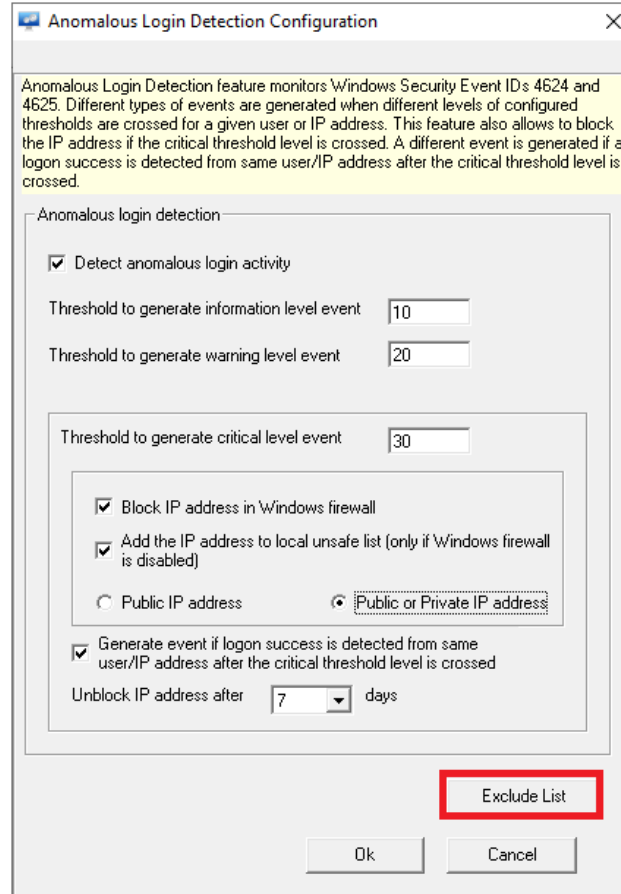 Anomalous Login Detection Configuration
Anomalous Login Detection feature monitors Windows Security Event IDs 4624 and
4625. Different types of events are generated when different levels of configured
thresholds are crossed for a given user or IP address. This feature also allows to block
the IP address if the critical threshold level is crossed. A different event is generated if a
logon success is detected from same user/IP address after the critical threshold level is
crossed.
Anomalous login detection
Detect anomalous login activity
Threshold to generate information level event 10
Threshold to generate warning level event 20
Threshold to generate critical level event 30
Block IP address in Windows firewall
Add the IP address to local unsafe list (only if Windows firewall
is disabled)
Public IP address Public or Private IP address
Generate event if logon success is detected from same
user/IP address after the critical threshold level is crossed
Unblock IP address after 7 days
Exclude List
Ok Cancel